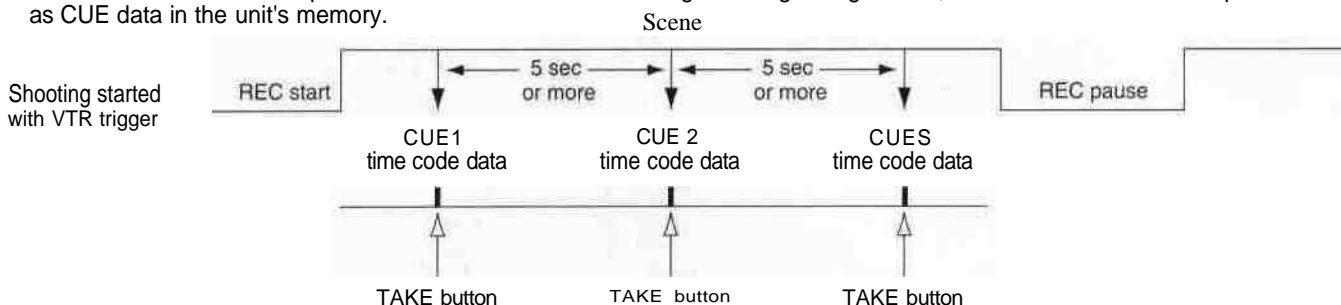 as CUE data in the unit's memory.
Scene
5 sec
or more
5 sec
or more
REC start
REC pause
Shooting started
with VTR trigger
CUE1
time code data
CUE 2
time code data
CUES
time code data
TAKE button
TAKE button
TAKE button